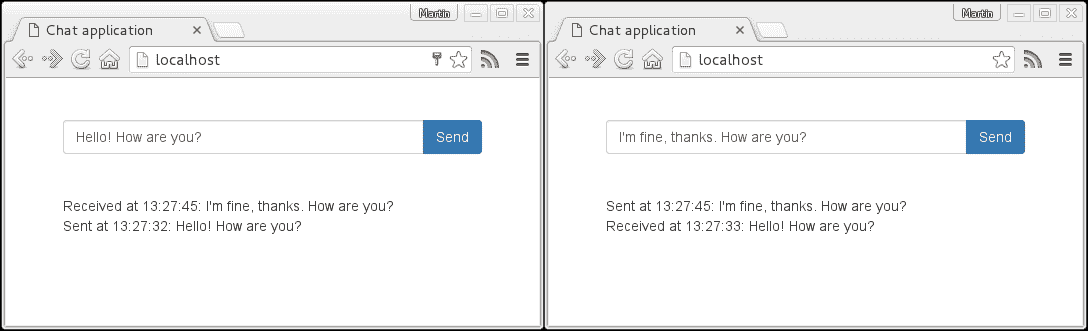 Martin
Chat application
localhost
Hello! How are you?
Send
Received at 13:27:45: I'm fine, thanks. How are you?
Sent at 13:27:32: Hello! How are you?
Martin
Chat application
localhost
I'm fine, thanks. How are you?
Send
Sent at 13:27:45: I'm fine, thanks. How are you?
Received at 13:27:33: Hello! How are you?